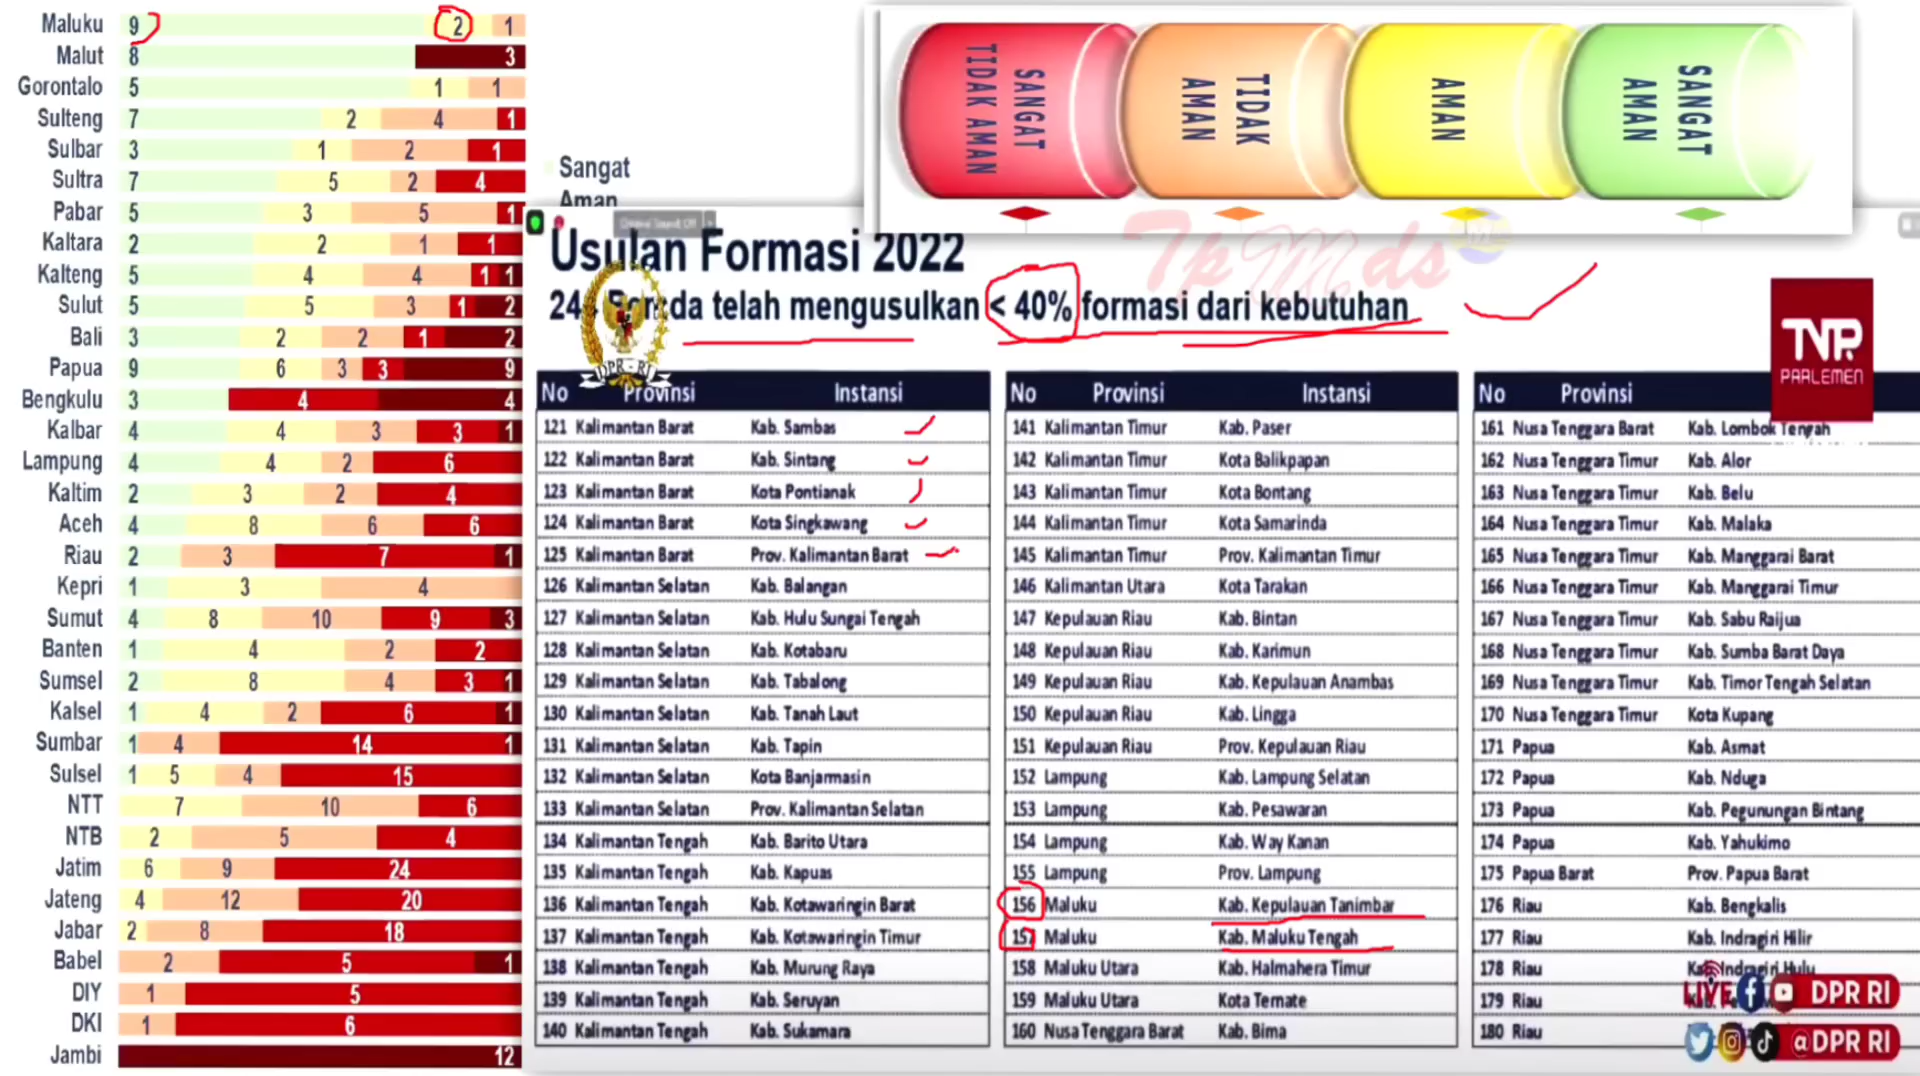 Maluku 9 2 1
Malut 8 3
Gorontalo 5 1 1
Sulteng 7 2 4 1
Sulbar 3 1 2 1
Sultra 7 5 2 4
Pabar 5 3 5 1
Kaltara 2 2 1 1
Kalteng 5 4 4 1 1
Sulut 5 5 3 1 2
Bali 3 2 2 1 2
Papua 9 6 3 3 9
Bengkulu 3 4 4
Kalbar 4 4 3 3 1
Lampung 4 4 2 6
Kaltim 2 3 2 4
Aceh 4 8 6 6
Riau 2 3 7 1
Kepri 1 3 4
Sumut 4 8 10 9 3
Banten 1 4 2 2
Sumsel 2 8 4 3 1
Kalsel 1 4 2 6 1
Sumbar 1 4 14 1
Sulsel 1 5 4 15
NTT 7 10 6
NTB 2 5 4
Jatim 6 9 24
Jateng 4 12 20
Jabar 2 8 18
Babel 2 5 1
DIY 1 5
DKI 1 6
Jambi 12
Sangat
Aman
SANGAT
TIDAK AMAN
TIDAK
AMAN
AMAN
SANGAT
AMAN
Tp Mds
Usulan Formasi 2022
telah mengusulkan < 40% formasi dari kebutuhan
DPR - RI
TVR
PARLEMEN
No Provinsi Instansi
121 Kalimantan Barat Kab. Sambas
122 Kalimantan Barat Kab. Sintang
123 Kalimantan Barat Kota Pontianak
124 Kalimantan Barat Kota Singkawang
125 Kalimantan Barat Prov. Kalimantan Barat
126 Kalimantan Selatan Kab. Balangan
127 Kalimantan Selatan Kab. Hulu Sungai Tengah
128 Kalimantan Selatan Kab. Kotabaru
129 Kalimantan Selatan Kab. Tabalong
130 Kalimantan Selatan Kab. Tanah Laut
131 Kalimantan Selatan Kab. Tapin
132 Kalimantan Selatan Kota Banjarmasin
133 Kalimantan Selatan Prov. Kalimantan Selatan
134 Kalimantan Tengah Kab. Barito Utara
135 Kalimantan Tengah Kab. Kapuas
136 Kalimantan Tengah Kab. Kotawaringin Barat
137 Kalimantan Tengah Kab. Kotawaringin Timur
138 Kalimantan Tengah Kab. Murung Raya
139 Kalimantan Tengah Kab. Seruyan
140 Kalimantan Tengah Kab. Sukamara
No Provinsi Instansi
141 Kalimantan Timur Kab. Paser
142 Kalimantan Timur Kota Balikpapan
143 Kalimantan Timur Kota Bontang
144 Kalimantan Timur Kota Samarinda
145 Kalimantan Timur Prov. Kalimantan Timur
146 Kalimantan Utara Kota Tarakan
147 Kepulauan Riau Kab. Bintan
148 Kepulauan Riau Kab. Karimun
149 Kepulauan Riau Kab. Kepulauan Anambas
150 Kepulauan Riau Kab. Lingga
151 Kepulauan Riau Prov. Kepulauan Riau
152 Lampung Kab. Lampung Selatan
153 Lampung Kab. Pesawaran
154 Lampung Kab. Way Kanan
155 Lampung Prov. Lampung
156 Maluku Kab. Kepulauan Tanimbar
157 Maluku Kab. Maluku Tengah
158 Maluku Utara Kab. Halmahera Timur
159 Maluku Utara Kota Ternate
160 Nusa Tenggara Barat Kab. Bima
No Provinsi
161 Nusa Tenggara Barat Kab. Lombok Tengah
162 Nusa Tenggara Timur Kab. Alor
163 Nusa Tenggara Timur Kab. Belu
164 Nusa Tenggara Timur Kab. Malaka
165 Nusa Tenggara Timur Kab. Manggarai Barat
166 Nusa Tenggara Timur Kab. Manggarai Timur
167 Nusa Tenggara Timur Kab. Sabu Raijua
168 Nusa Tenggara Timur Kab. Sumba Barat Daya
169 Nusa Tenggara Timur Kab. Timor Tengah Selatan
170 Nusa Tenggara Timur Kota Kupang
171 Papua Kab. Asmat
172 Papua Kab. Nduga
173 Papua Kab. Pegunungan Bintang
174 Papua Kab. Yahukimo
175 Papua Barat Prov. Papua Barat
176 Riau Kab. Bengkalis
177 Riau Kab. Indragiri Hilir
178 Riau Kab. Indragiri Hulu
179 Riau
180 Riau
LIVE DPR RI
@DPR RI